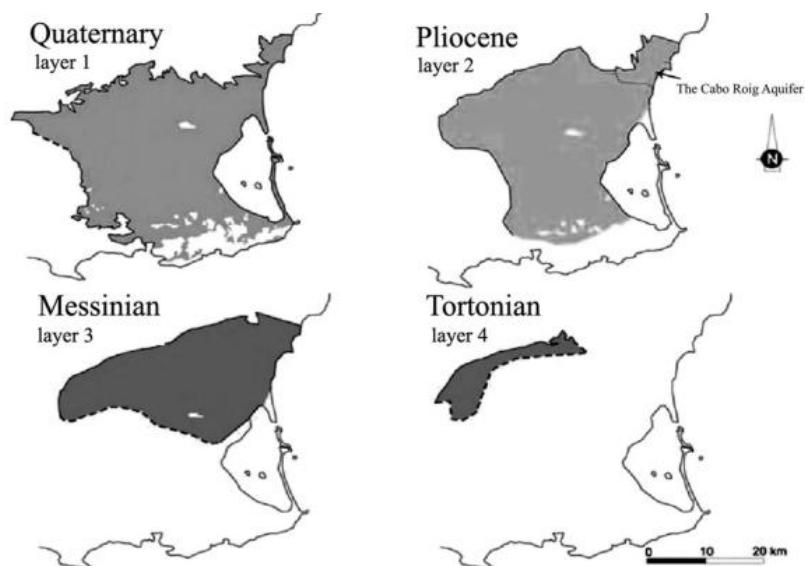 Quaternary
layer 1
Pliocene
layer 2
The Cabo Roig Aquifer
N
Messinian
layer 3
Tortonian
layer 4
0 10 20 km